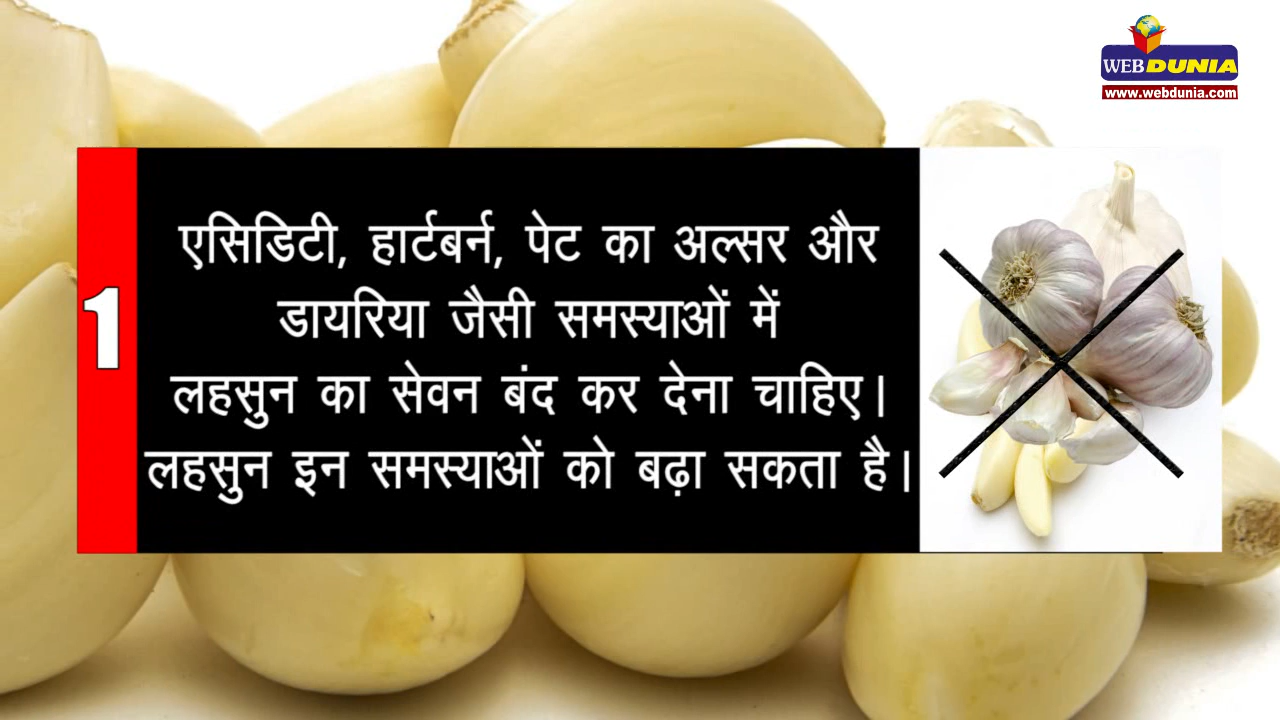 WEBDUNIA
www.webdunia.com
1
एसिडिटी, हार्टबर्न, पेट का अल्सर और
डायरिया जैसी समस्याओं में
लहसुन का सेवन बंद कर देना चाहिए।
लहसुन इन समस्याओं को बढ़ा सकता है।